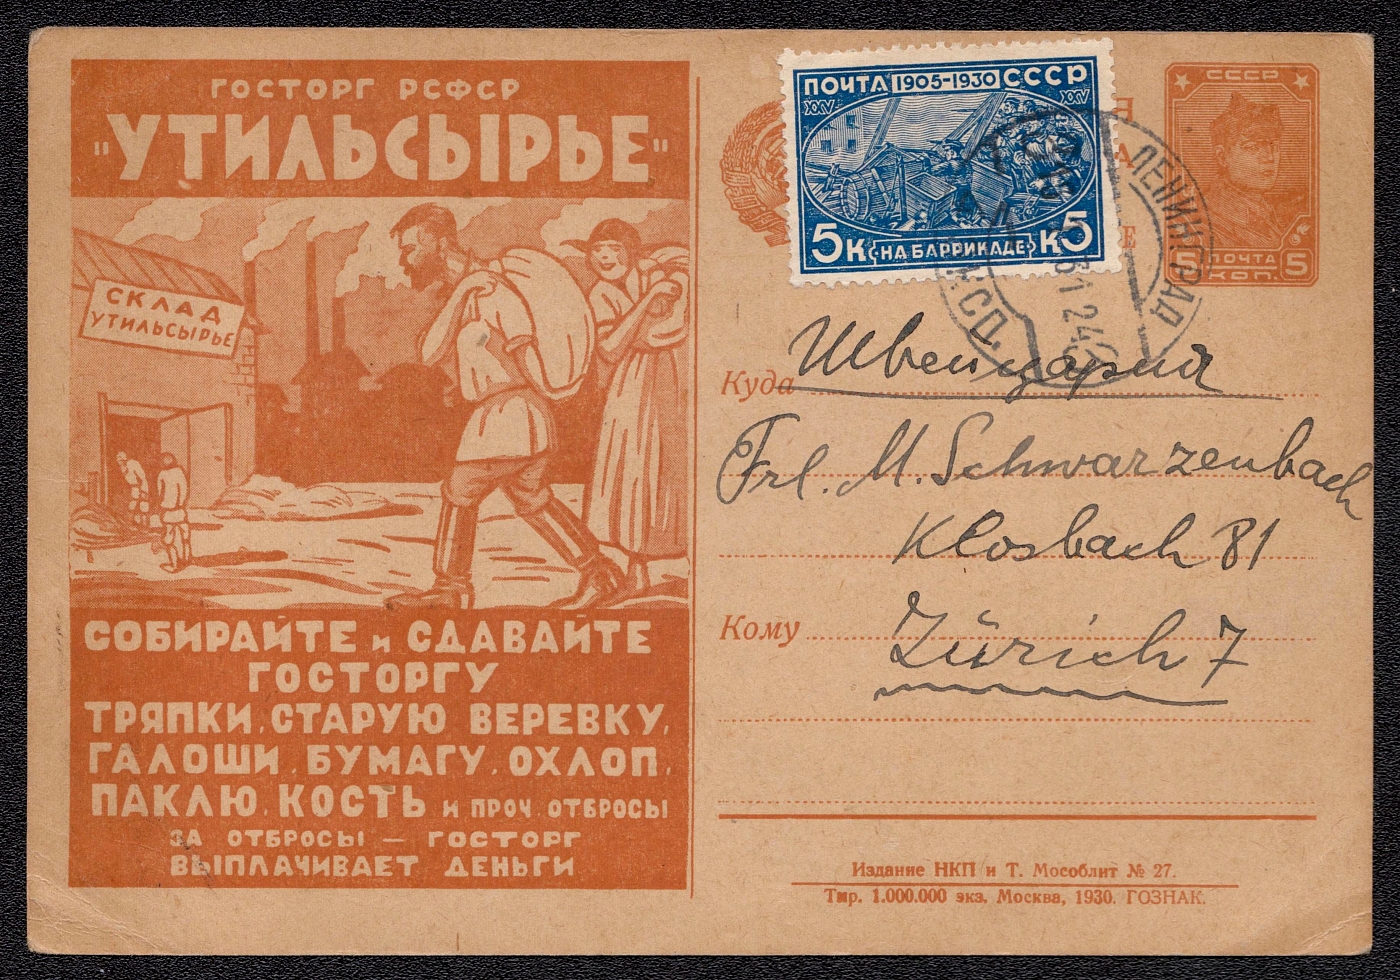 ГОСТОРГ РСФСР
"УТИЛЬСЫРЬЕ"
СКЛАД
УТИЛЬСЫРЬЕ
СОБИРАЙТЕ и СДАВАЙТЕ
ГОСТОРГУ
ТРЯПКИ, СТАРУЮ ВЕРЕВКУ,
ГАЛОШИ, БУМАГУ, ОХЛОП,
ПАКЛЮ, КОСТЬ и ПРОЧ. ОТБРОСЫ
ЗА ОТБРОСЫ — ГОСТОРГ
ВЫПЛАЧИВАЕТ ДЕНЬГИ
ПОЧТА 1905-1930 СССР
XXV XXV
5К НА БАРРИКАДЕ К5
СССР
ПОЧТА
5 КОП. 5
ЛЕНИНГРАД
Куда Швейцария
Frl. M. Schwarzenbach
Klosbach 81
Кому Zürich 7
Издание НКП и Т. Мособлит № 27.
Тир. 1.000.000 экз. Москва, 1930. ГОЗНАК.